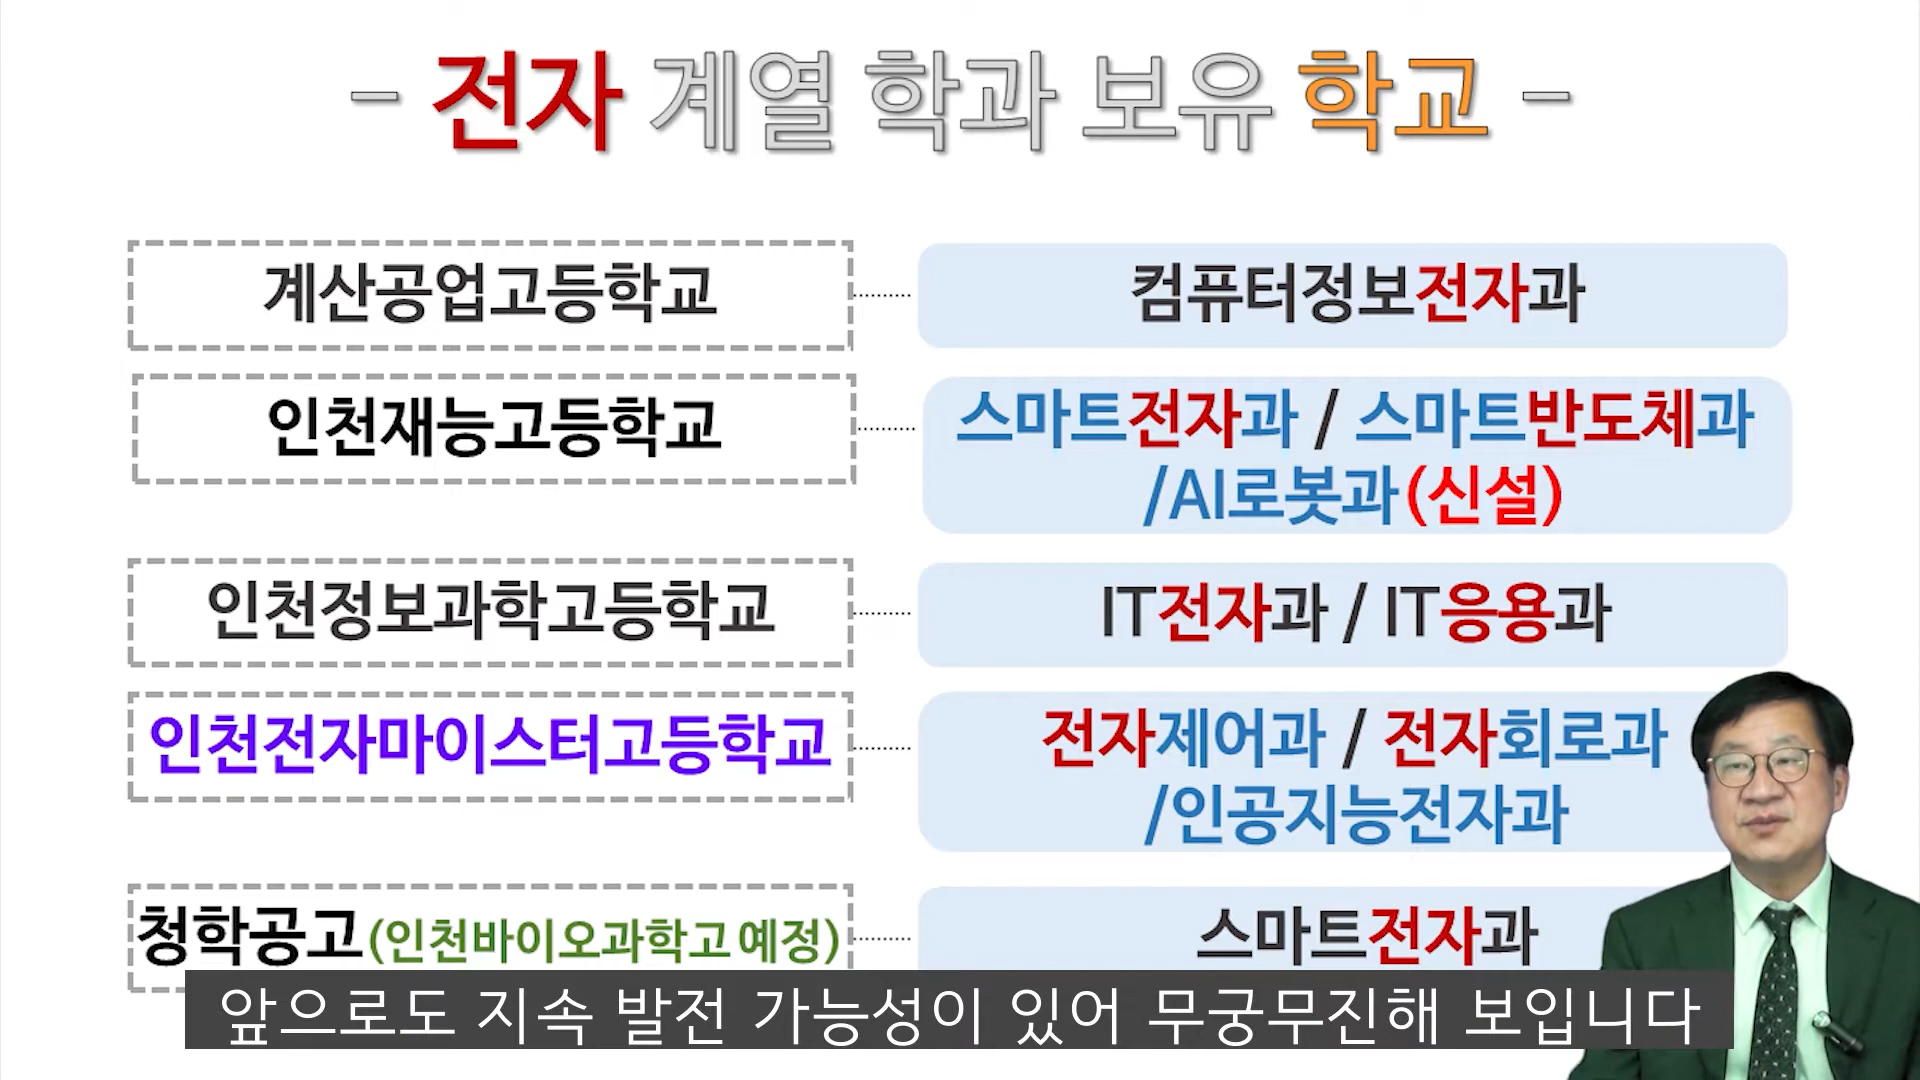 - 전자 계열 학과 보유 학교 -
계산공업고등학교
컴퓨터정보전자과
인천재능고등학교
스마트전자과 / 스마트반도체과
/AI로봇과(신설)
인천정보과학고등학교
IT전자과 / IT응용과
인천전자마이스터고등학교
전자제어과 / 전자회로과
/인공지능전자과
청학공고(인천바이오과학고 예정)
스마트전자과
앞으로도 지속 발전 가능성이 있어 무궁무진해 보입니다